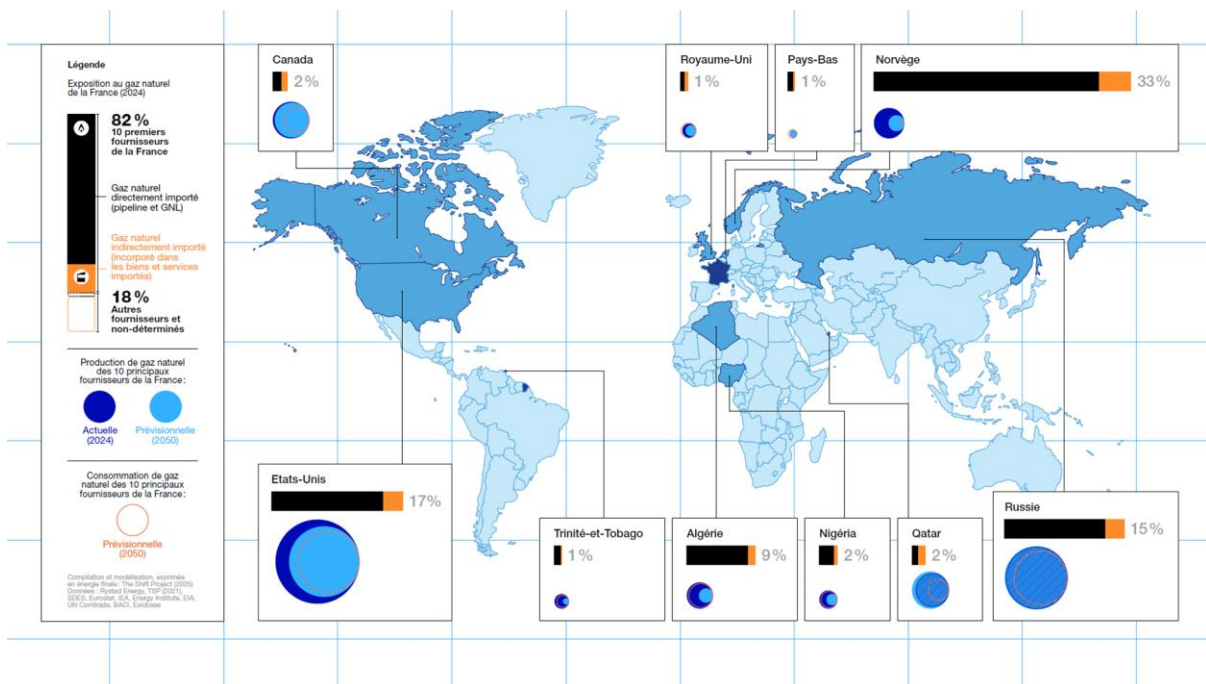 Légende
Exposition au gaz naturel
de la France (2024)
82 %
10 premiers
fournisseurs
de la France
Gaz naturel
directement importé
(pipeline et GNL)
Gaz naturel
indirectement importé
(incorporé dans
les biens et services
importés)
18 %
Autres
fournisseurs et
non-déterminés
Production de gaz naturel
des 10 principaux
fournisseurs de la France :
Actuelle
(2024)
Prévisionnelle
(2050)
Consommation de gaz
naturel des 10 principaux
fournisseurs de la France :
Prévisionnelle
(2050)
Compilation et modélisation, exprimée
en énergie finale : The Shift Project (2025)
Données : Rystad Energy, TSP (2021),
SDES, Eurostat, IEA, Energy Institute, EIA,
UN Comtrade, BACI, Exiobase
Canada
2 %
Royaume-Uni
1 %
Pays-Bas
1 %
Norvège
33 %
Etats-Unis
17 %
Trinité-et-Tobago
1 %
Algérie
9 %
Nigéria
2 %
Qatar
2 %
Russie
15 %